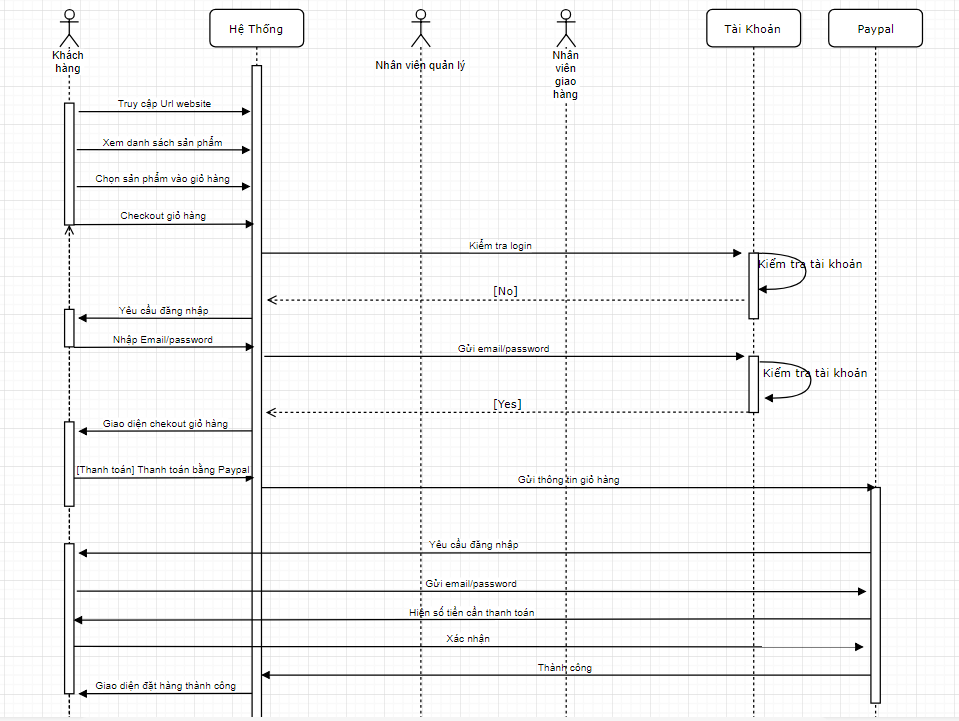 Khách
hàng
Hệ Thống
Nhân viên quản lý
Nhân
viên
giao
hàng
Tài Khoản
Paypal
Truy cập Url website
Xem danh sách sản phẩm
Chọn sản phẩm vào giỏ hàng
Checkout giỏ hàng
Kiểm tra login
Kiểm tra tài khoản
[No]
Yêu cầu đăng nhập
Nhập Email/password
Gửi email/password
Kiểm tra tài khoản
[Yes]
Giao diện chekout giỏ hàng
[Thanh toán] Thanh toán bằng Paypal
Gửi thông tin giỏ hàng
Yêu cầu đăng nhập
Gửi email/password
Hiện số tiền cần thanh toán
Xác nhận
Thành công
Giao diện đặt hàng thành công